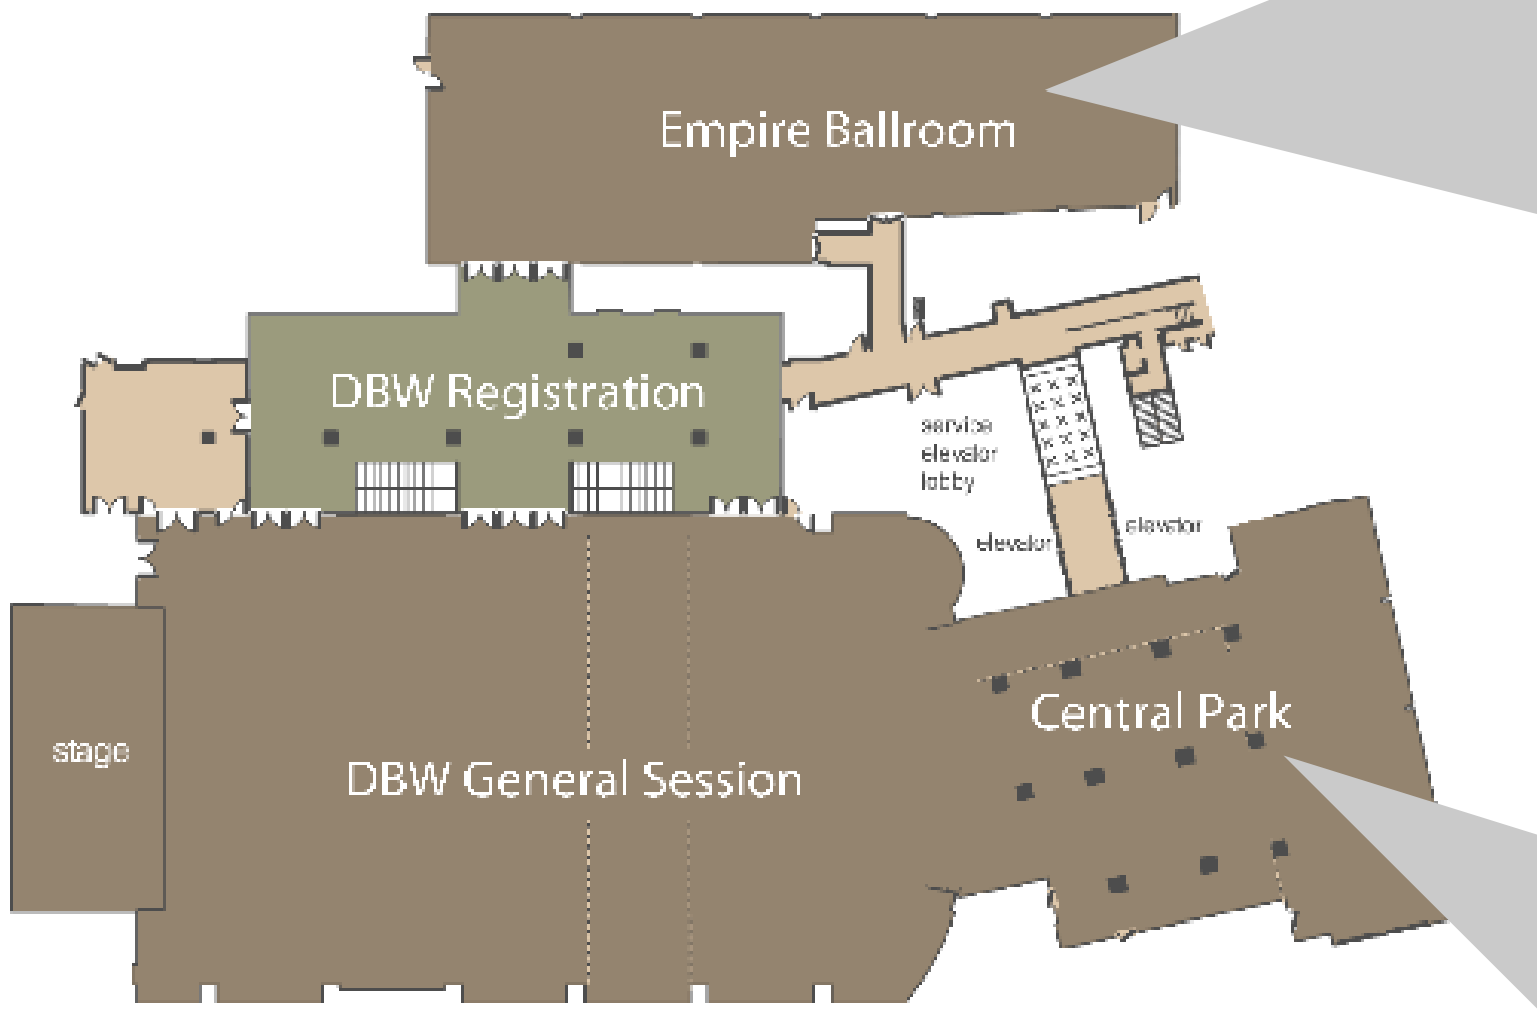 Empire Ballroom
DBW Registration
service
elevator
lobby
elevator
elevator
Central Park
stage
DBW General Session